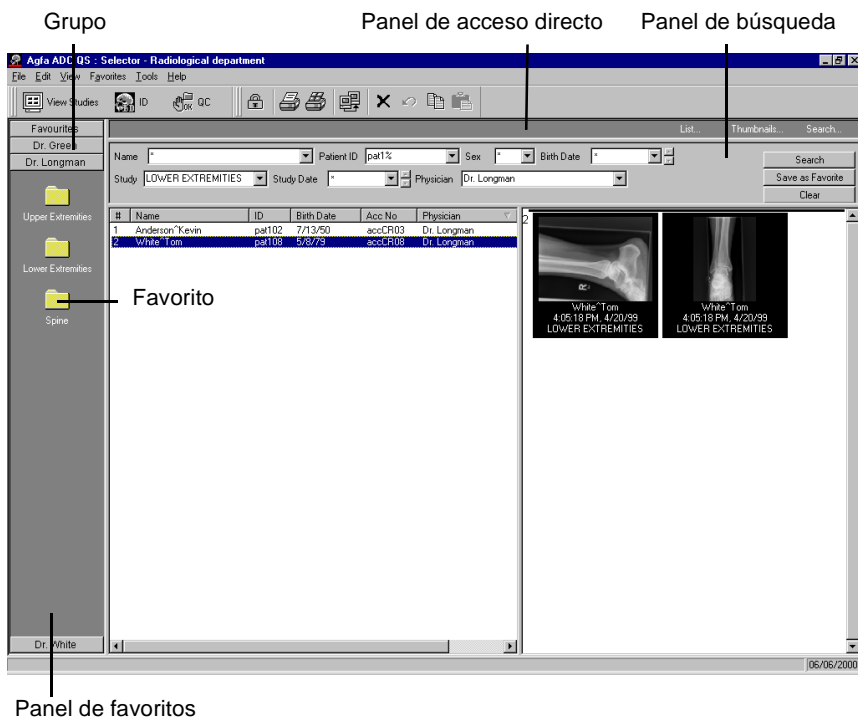 Grupo
Panel de acceso directo
Panel de búsqueda
Agfa ADC QS : Selector - Radiological department
File Edit View Favorites Tools Help
View Studies ID OK QC
Favourites
List... Thumbnails... Search...
Dr. Green
Dr. Longman
Name * Patient ID pat1% Sex * Birth Date *
Search
Study LOWER EXTREMITIES Study Date * Physician Dr. Longman
Save as Favorite
Clear
Upper Extremities
Lower Extremities
Spine
# Name ID Birth Date Acc No Physician
1 Anderson^Kevin pat102 7/13/50 accCR03 Dr. Longman
2 White^Tom pat108 5/8/79 accCR08 Dr. Longman
2
R
White^Tom
4:05:18 PM, 4/20/99
LOWER EXTREMITIES
White^Tom
4:05:18 PM, 4/20/99
LOWER EXTREMITIES
Favorito
Dr. White
06/06/2000
Panel de favoritos